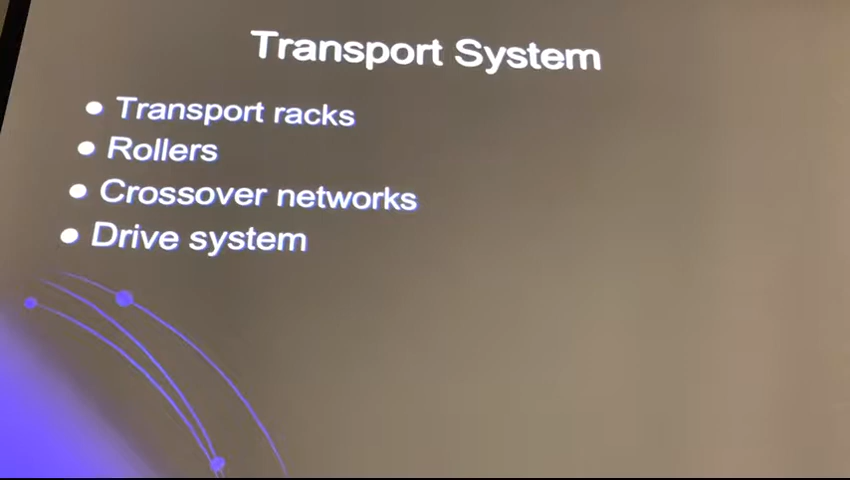 Transport System
● Transport racks
● Rollers
● Crossover networks
● Drive system